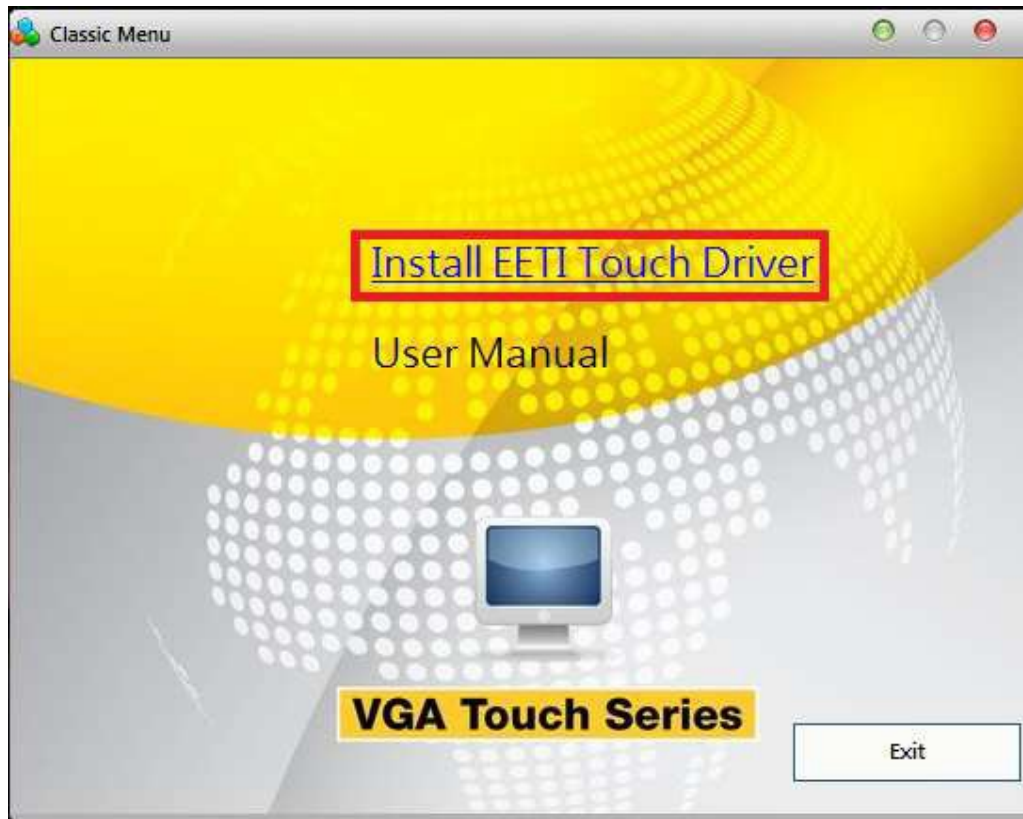 Classic Menu
Install EETI Touch Driver
User Manual
VGA Touch Series
Exit